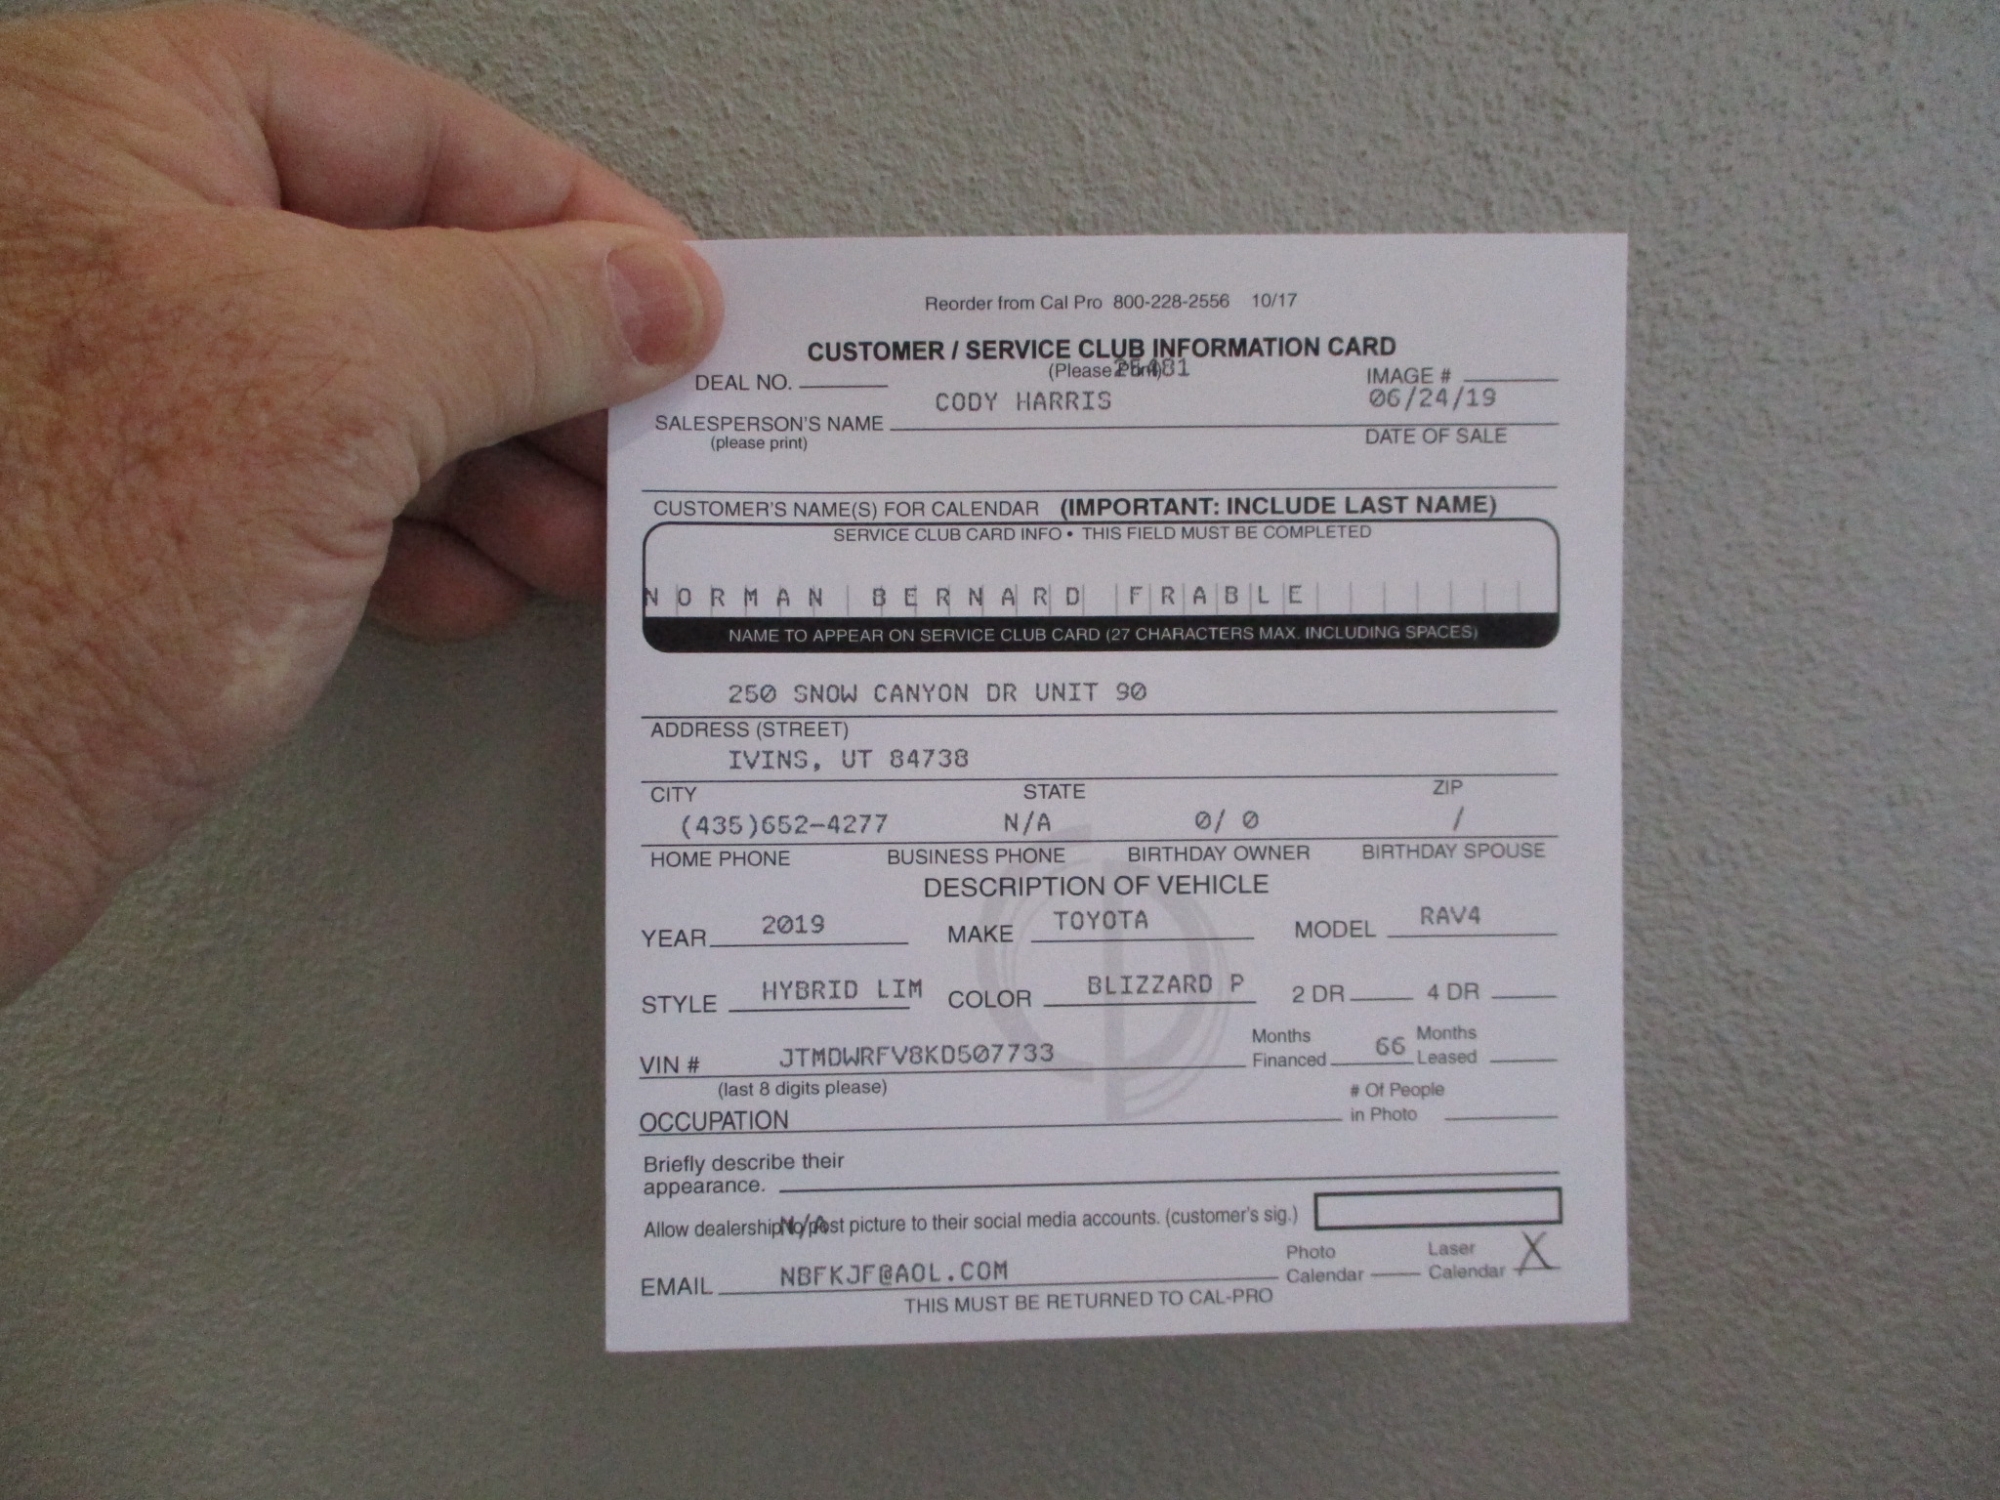 Reorder from Cal Pro 800-228-2556 10/17
CUSTOMER / SERVICE CLUB INFORMATION CARD
(Please Print)
DEAL NO. IMAGE #
CODY HARRIS 06/24/19
SALESPERSON'S NAME DATE OF SALE
(please print)
CUSTOMER'S NAME(S) FOR CALENDAR (IMPORTANT: INCLUDE LAST NAME)
SERVICE CLUB CARD INFO • THIS FIELD MUST BE COMPLETED
NORMAN BERNARD FRABLE
NAME TO APPEAR ON SERVICE CLUB CARD (27 CHARACTERS MAX. INCLUDING SPACES)
250 SNOW CANYON DR UNIT 90
ADDRESS (STREET)
IVINS, UT 84738
CITY STATE ZIP
(435)652-4277 N/A 0/ 0 /
HOME PHONE BUSINESS PHONE BIRTHDAY OWNER BIRTHDAY SPOUSE
DESCRIPTION OF VEHICLE
YEAR 2019 MAKE TOYOTA MODEL RAV4
STYLE HYBRID LIM COLOR BLIZZARD P 2 DR 4 DR
VIN # JTMDWRFV8KD507733 Months Financed 66 Months Leased
(last 8 digits please)
OCCUPATION # Of People in Photo
Briefly describe their
appearance.
Allow dealership to post picture to their social media accounts. (customer's sig.)
N/A
EMAIL NBFKJF@AOL.COM Photo Calendar Laser Calendar X
THIS MUST BE RETURNED TO CAL-PRO